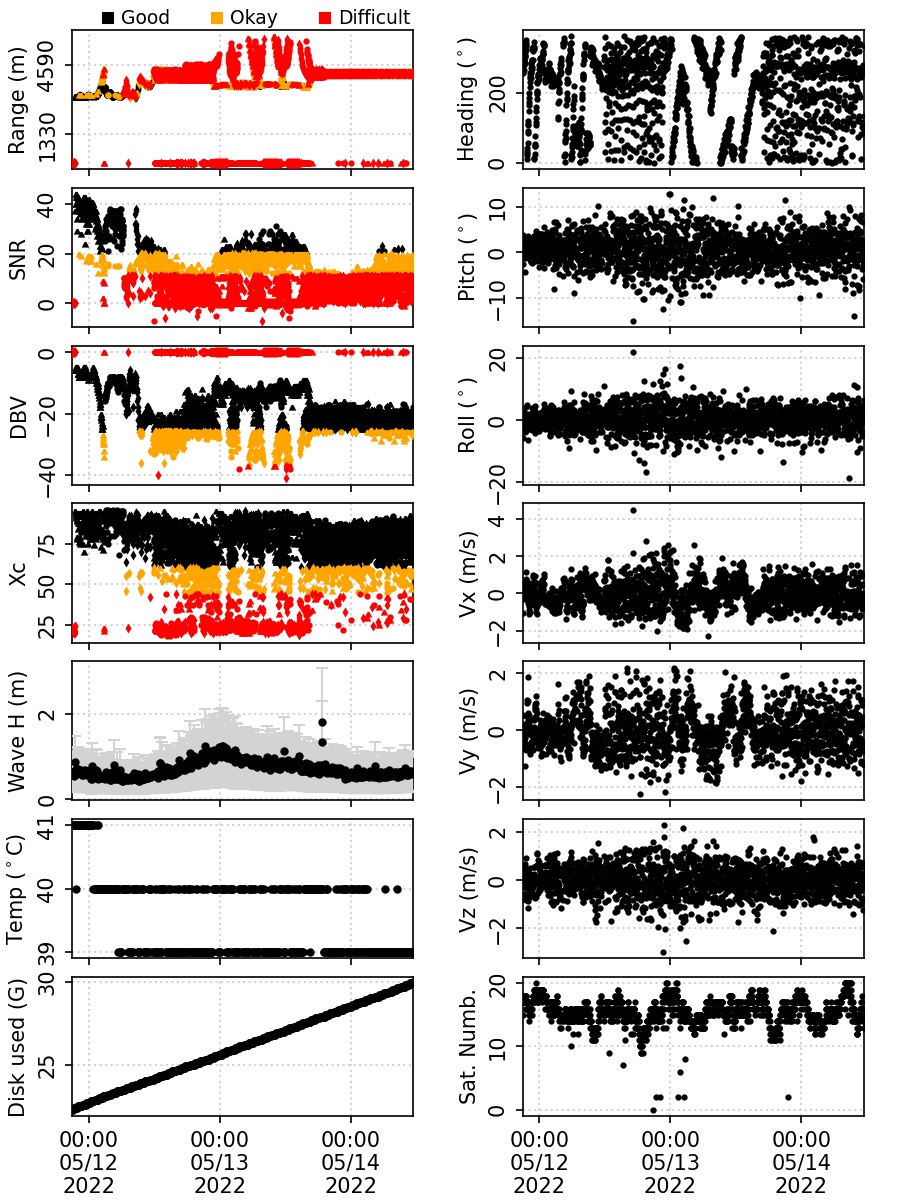 Good Okay Difficult
Range (m)
4590
1330
SNR
40
20
0
DBV
0
−20
−40
Xc
75
50
25
Wave H (m)
2
0
Temp (°C)
41
40
39
Disk used (G)
30
25
00:00 00:00 00:00
05/12 05/13 05/14
2022 2022 2022
Heading (°)
200
0
Pitch (°)
10
0
−10
Roll (°)
20
0
−20
Vx (m/s)
4
2
0
−2
Vy (m/s)
2
0
−2
Vz (m/s)
2
0
−2
Sat. Numb.
20
10
0
00:00 00:00 00:00
05/12 05/13 05/14
2022 2022 2022